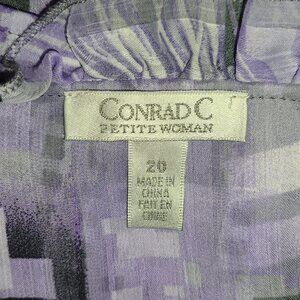 CONRAD C
PETITE WOMAN
20
MADE IN
CHINA
FAIT EN
CHINE